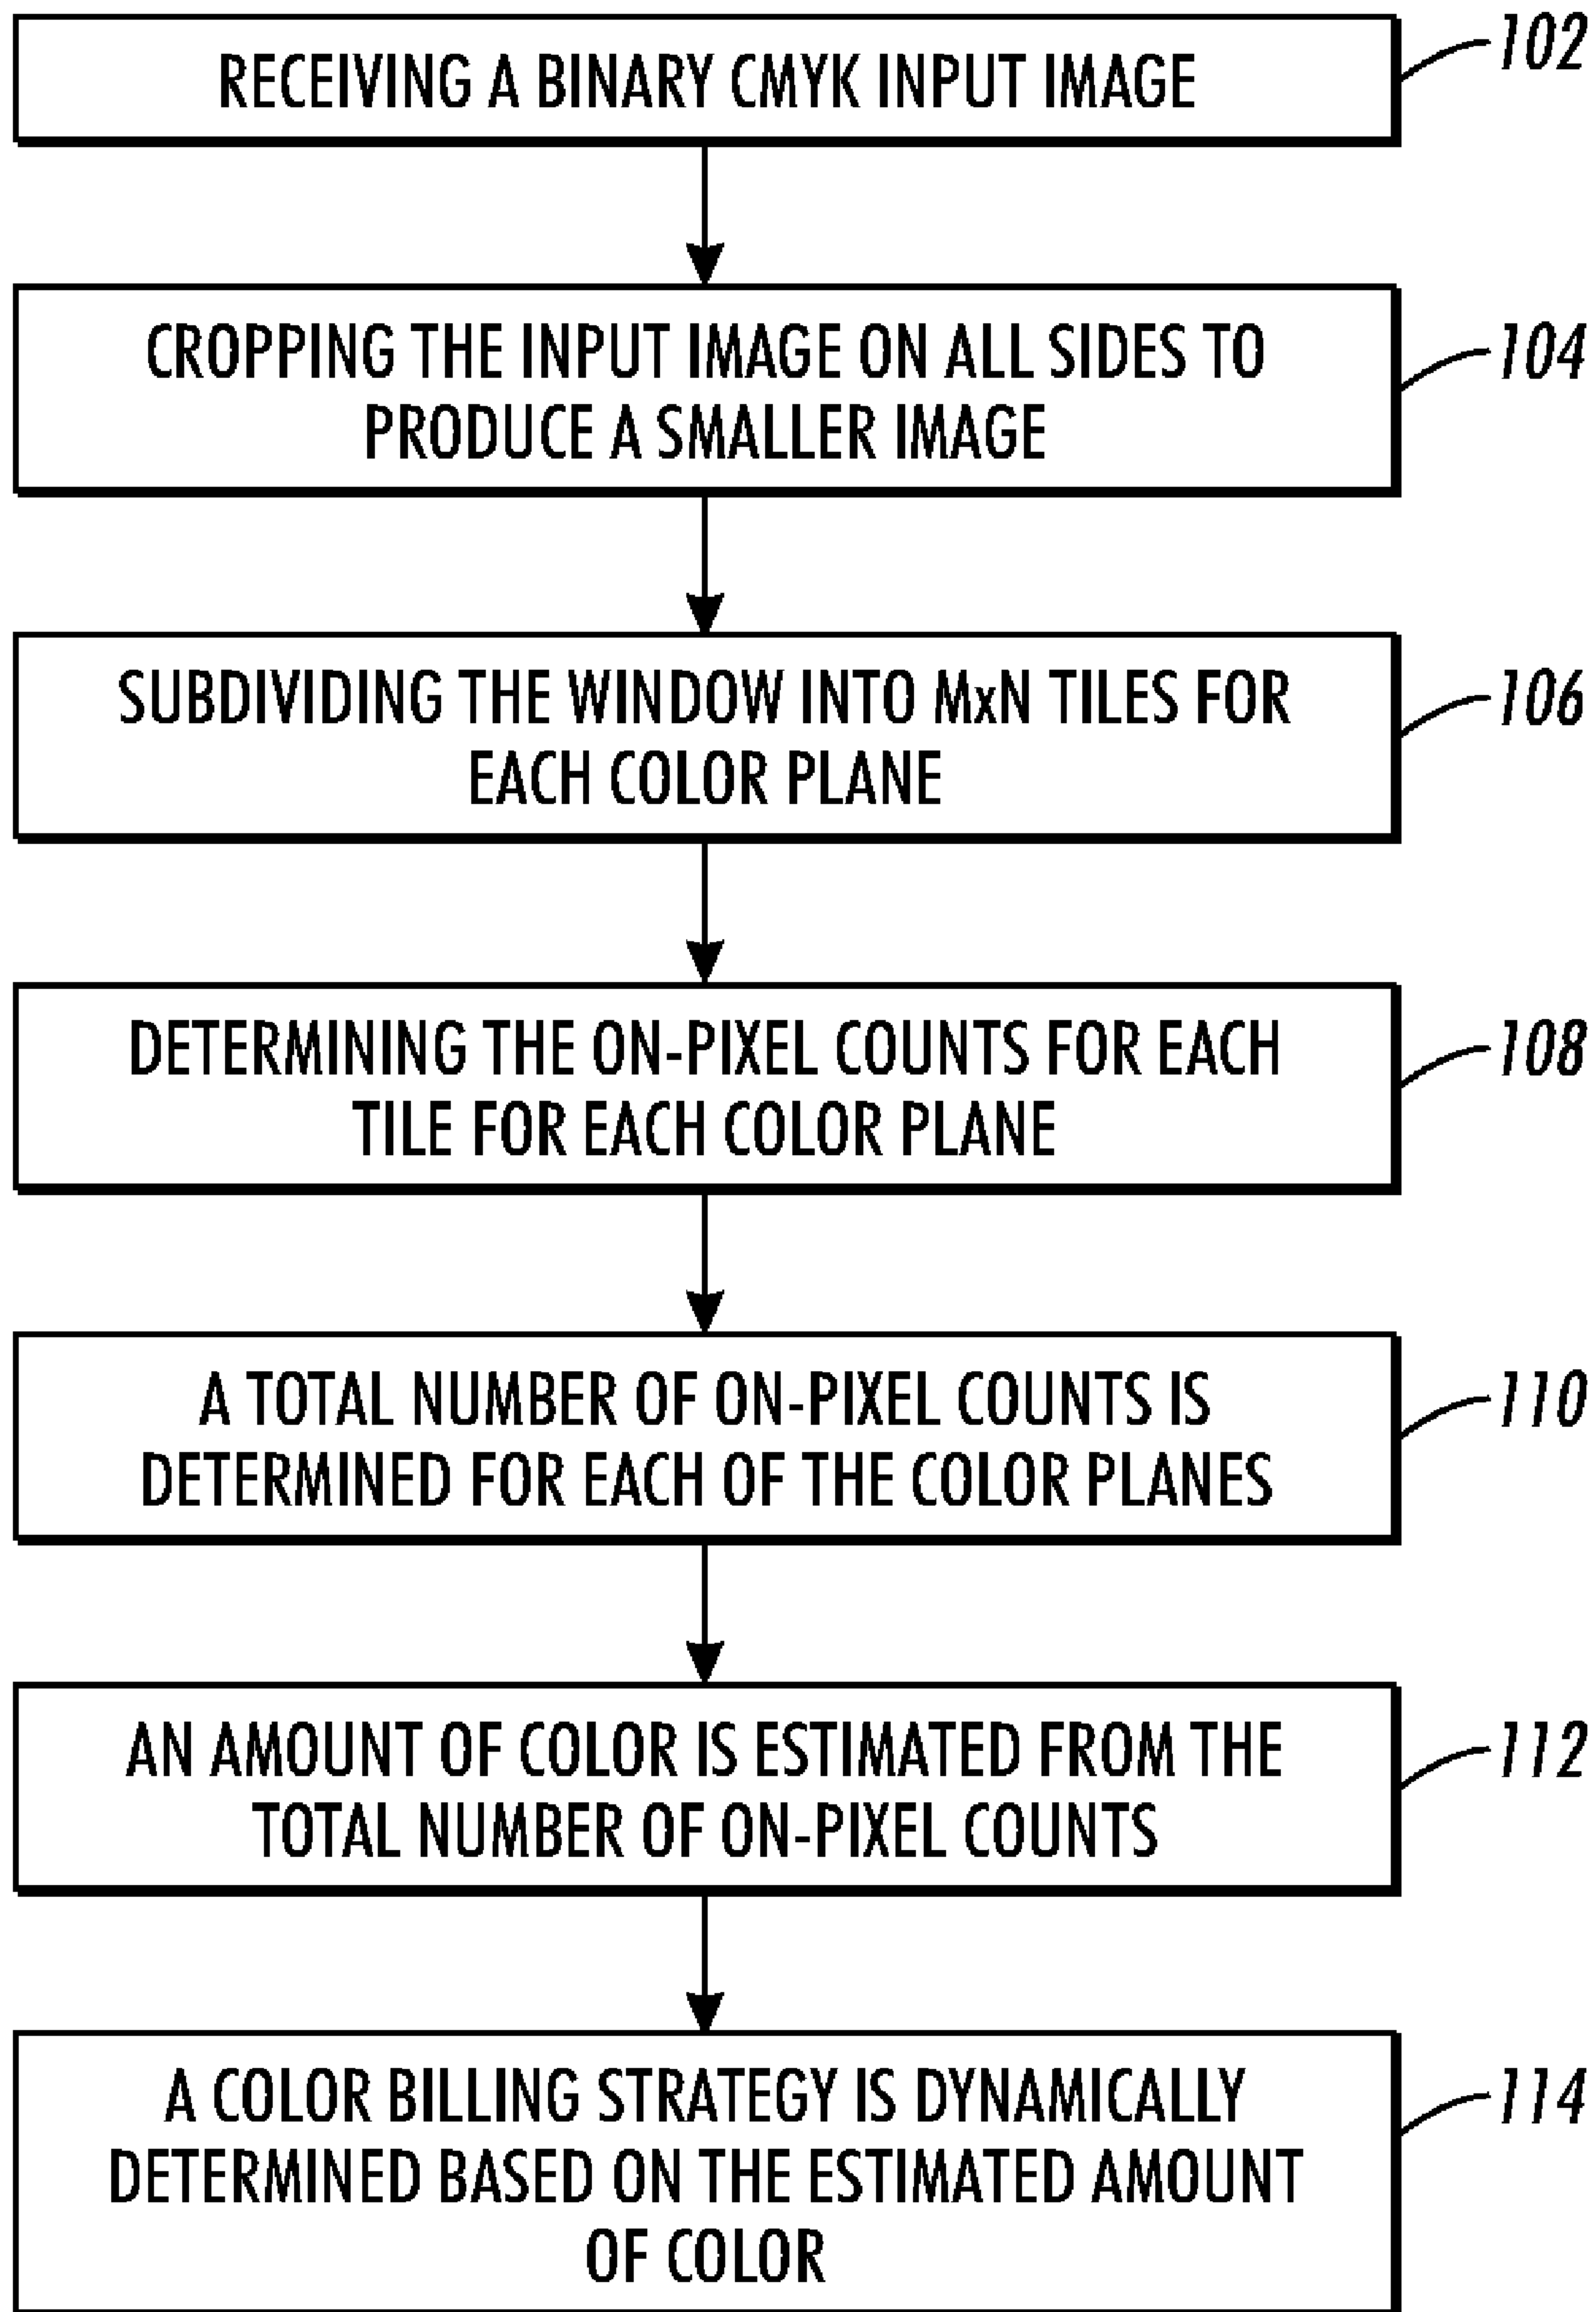 RECEIVING A BINARY CMYK INPUT IMAGE
102
CROPPING THE INPUT IMAGE ON ALL SIDES TO
PRODUCE A SMALLER IMAGE
104
SUBDIVIDING THE WINDOW INTO MxN TILES FOR
EACH COLOR PLANE
106
DETERMINING THE ON-PIXEL COUNTS FOR EACH
TILE FOR EACH COLOR PLANE
108
A TOTAL NUMBER OF ON-PIXEL COUNTS IS
DETERMINED FOR EACH OF THE COLOR PLANES
110
AN AMOUNT OF COLOR IS ESTIMATED FROM THE
TOTAL NUMBER OF ON-PIXEL COUNTS
112
A COLOR BILLING STRATEGY IS DYNAMICALLY
DETERMINED BASED ON THE ESTIMATED AMOUNT
OF COLOR
114